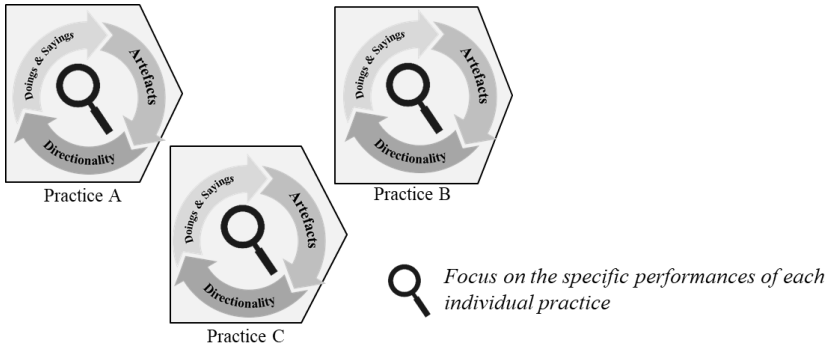 Doings & Sayings
Artefacts
Directionality
Practice A
Doings & Sayings
Artefacts
Directionality
Practice B
Doings & Sayings
Artefacts
Directionality
Practice C
Focus on the specific performances of each
individual practice